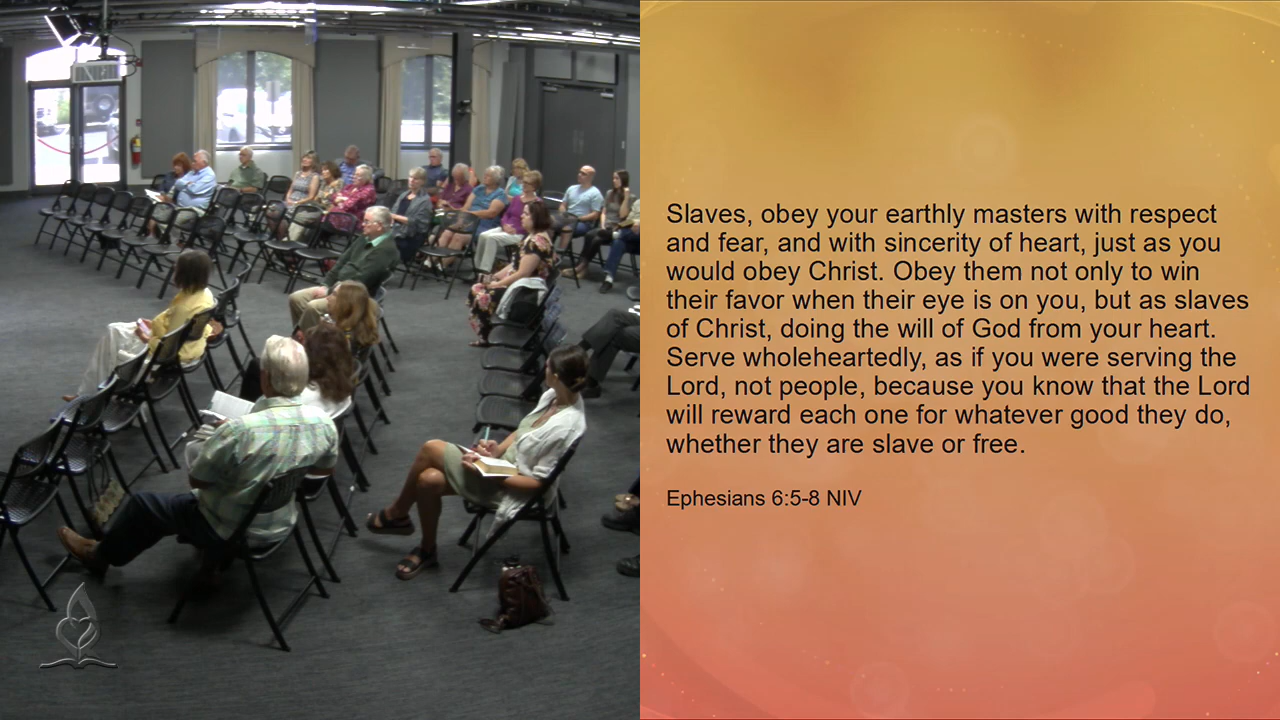 Slaves, obey your earthly masters with respect
and fear, and with sincerity of heart, just as you
would obey Christ. Obey them not only to win
their favor when their eye is on you, but as slaves
of Christ, doing the will of God from your heart.
Serve wholeheartedly, as if you were serving the
Lord, not people, because you know that the Lord
will reward each one for whatever good they do,
whether they are slave or free.
Ephesians 6:5-8 NIV